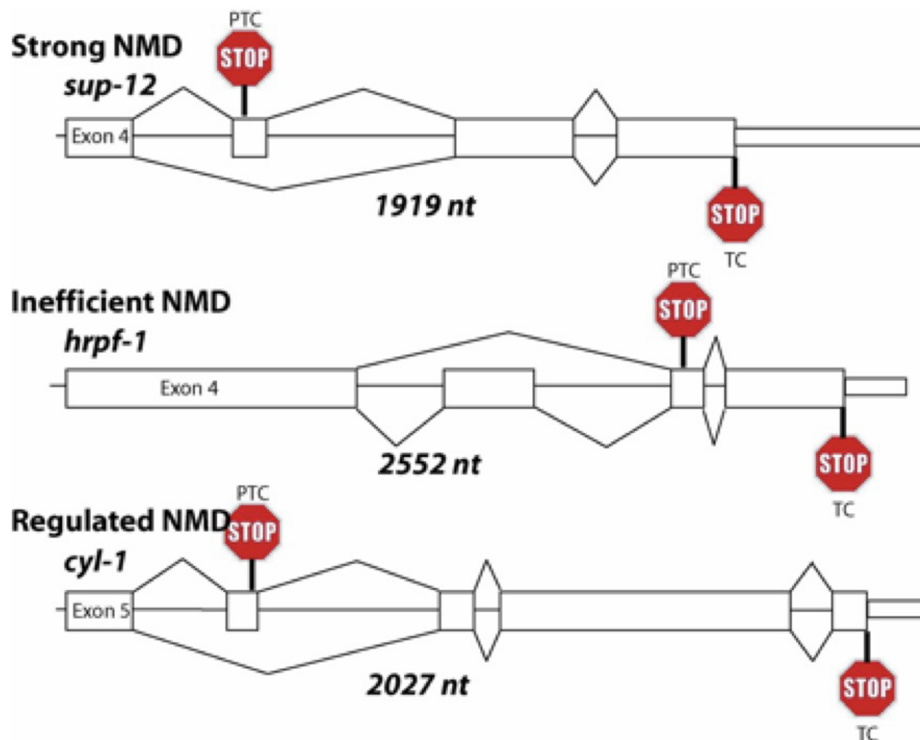 PTC
Strong NMD
STOP
sup-12
Exon 4
1919 nt
STOP
TC
PTC
Inefficient NMD
STOP
hrpf-1
Exon 4
2552 nt
STOP
TC
PTC
Regulated NMD
STOP
cyl-1
Exon 5
2027 nt
STOP
TC